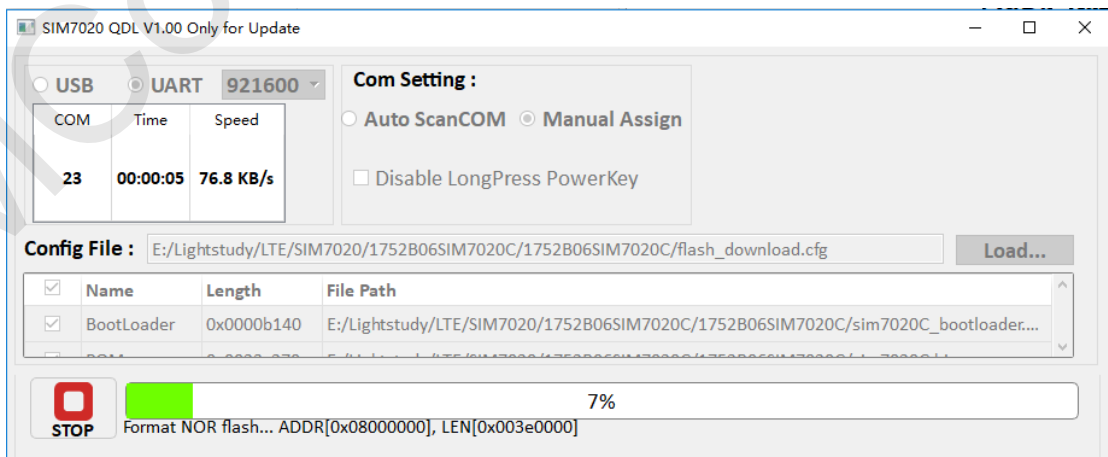 SIM7020 QDL V1.00 Only for Update
USB UART 921600
Com Setting :
COM Time Speed
Auto ScanCOM Manual Assign
23 00:00:05 76.8 KB/s
Disable LongPress PowerKey
Config File : E:/Lightstudy/LTE/SIM7020/1752B06SIM7020C/1752B06SIM7020C/flash_download.cfg Load...
Name Length File Path
BootLoader 0x0000b140 E:/Lightstudy/LTE/SIM7020/1752B06SIM7020C/1752B06SIM7020C/sim7020C_bootloader....
7%
STOP Format NOR flash... ADDR[0x08000000], LEN[0x003e0000]